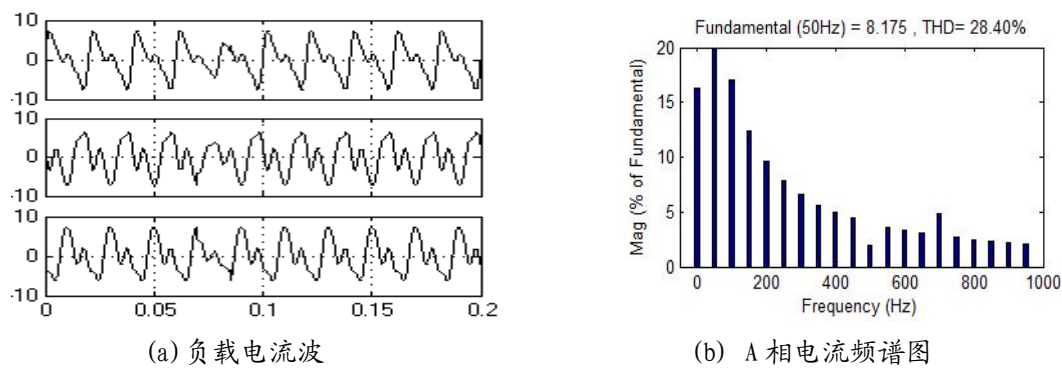 10
0
-10
10
0
-10
10
0
-10
0 0.05 0.1 0.15 0.2
(a) 负载电流波
Fundamental (50Hz) = 8.175 , THD= 28.40%
Mag (% of Fundamental)
20
15
10
5
0
0 200 400 600 800 1000
Frequency (Hz)
(b) A 相电流频谱图